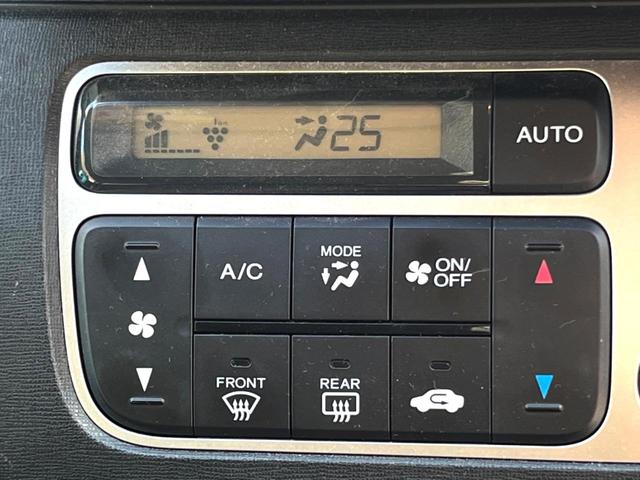 25
AUTO
A/C
MODE
ON/
OFF
FRONT
REAR